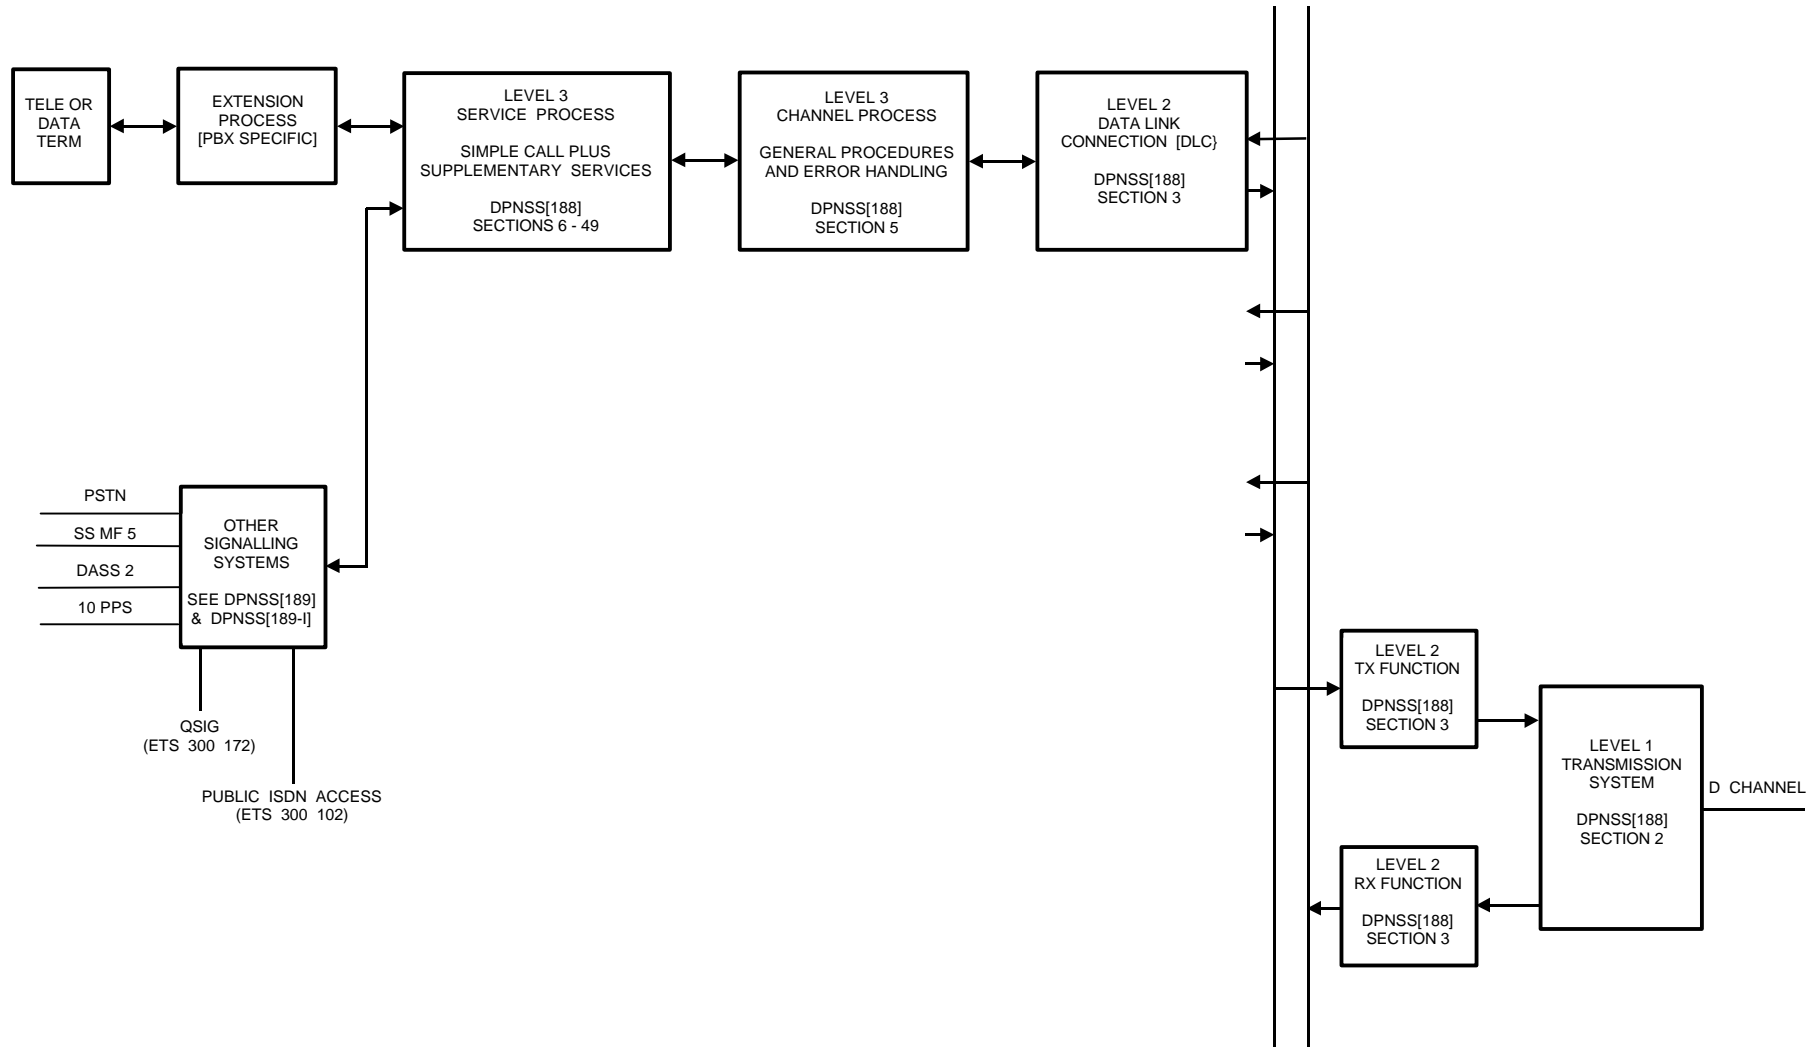 TELE OR
DATA
TERM
EXTENSION
PROCESS
[PBX SPECIFIC]
LEVEL 3
SERVICE PROCESS
SIMPLE CALL PLUS
SUPPLEMENTARY SERVICES
DPNSS[188]
SECTIONS 6 - 49
LEVEL 3
CHANNEL PROCESS
GENERAL PROCEDURES
AND ERROR HANDLING
DPNSS[188]
SECTION 5
LEVEL 2
DATA LINK
CONNECTION [DLC}
DPNSS[188]
SECTION 3
PSTN
SS MF 5
DASS 2
10 PPS
OTHER
SIGNALLING
SYSTEMS
SEE DPNSS[189]
& DPNSS[189-I]
QSIG
(ETS 300 172)
PUBLIC ISDN ACCESS
(ETS 300 102)
LEVEL 2
TX FUNCTION
DPNSS[188]
SECTION 3
LEVEL 1
TRANSMISSION
SYSTEM
DPNSS[188]
SECTION 2
D CHANNEL
LEVEL 2
RX FUNCTION
DPNSS[188]
SECTION 3